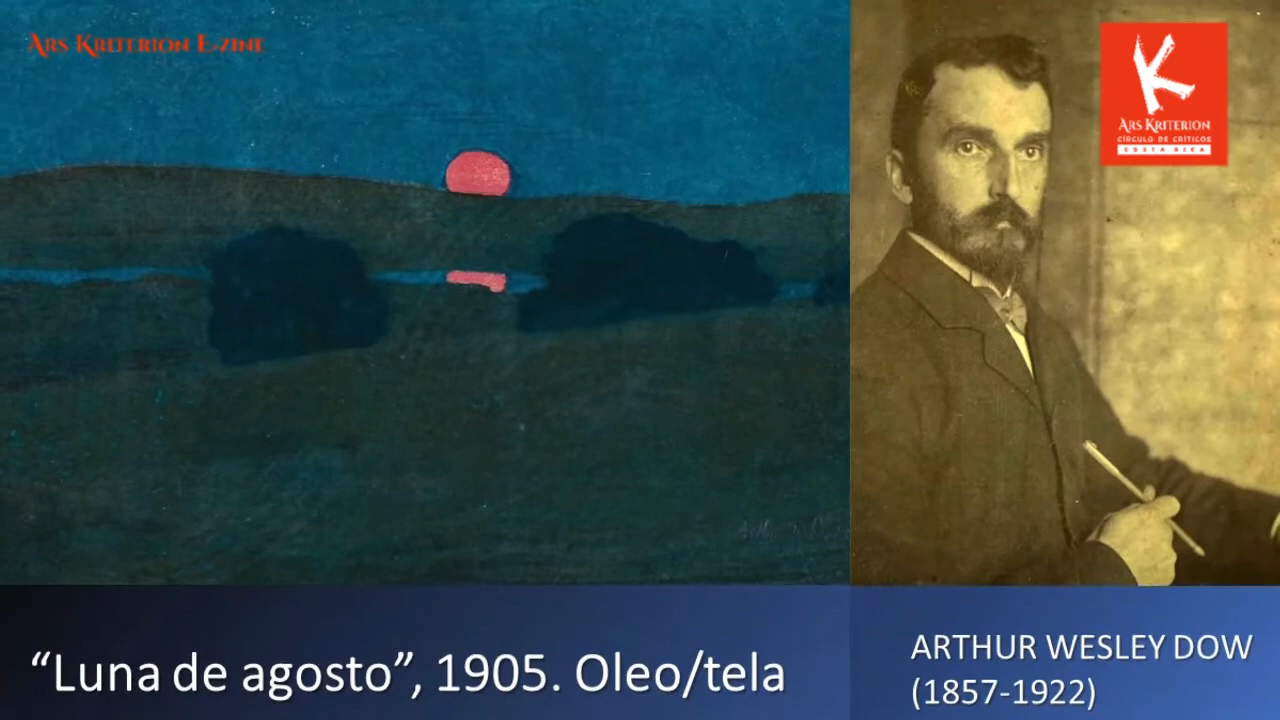 ARS KRITERION E-ZINE
K
ARS KRITERION
CÍRCULO DE CRÍTICOS
COSTA RICA
“Luna de agosto”, 1905. Oleo/tela
ARTHUR WESLEY DOW
(1857-1922)